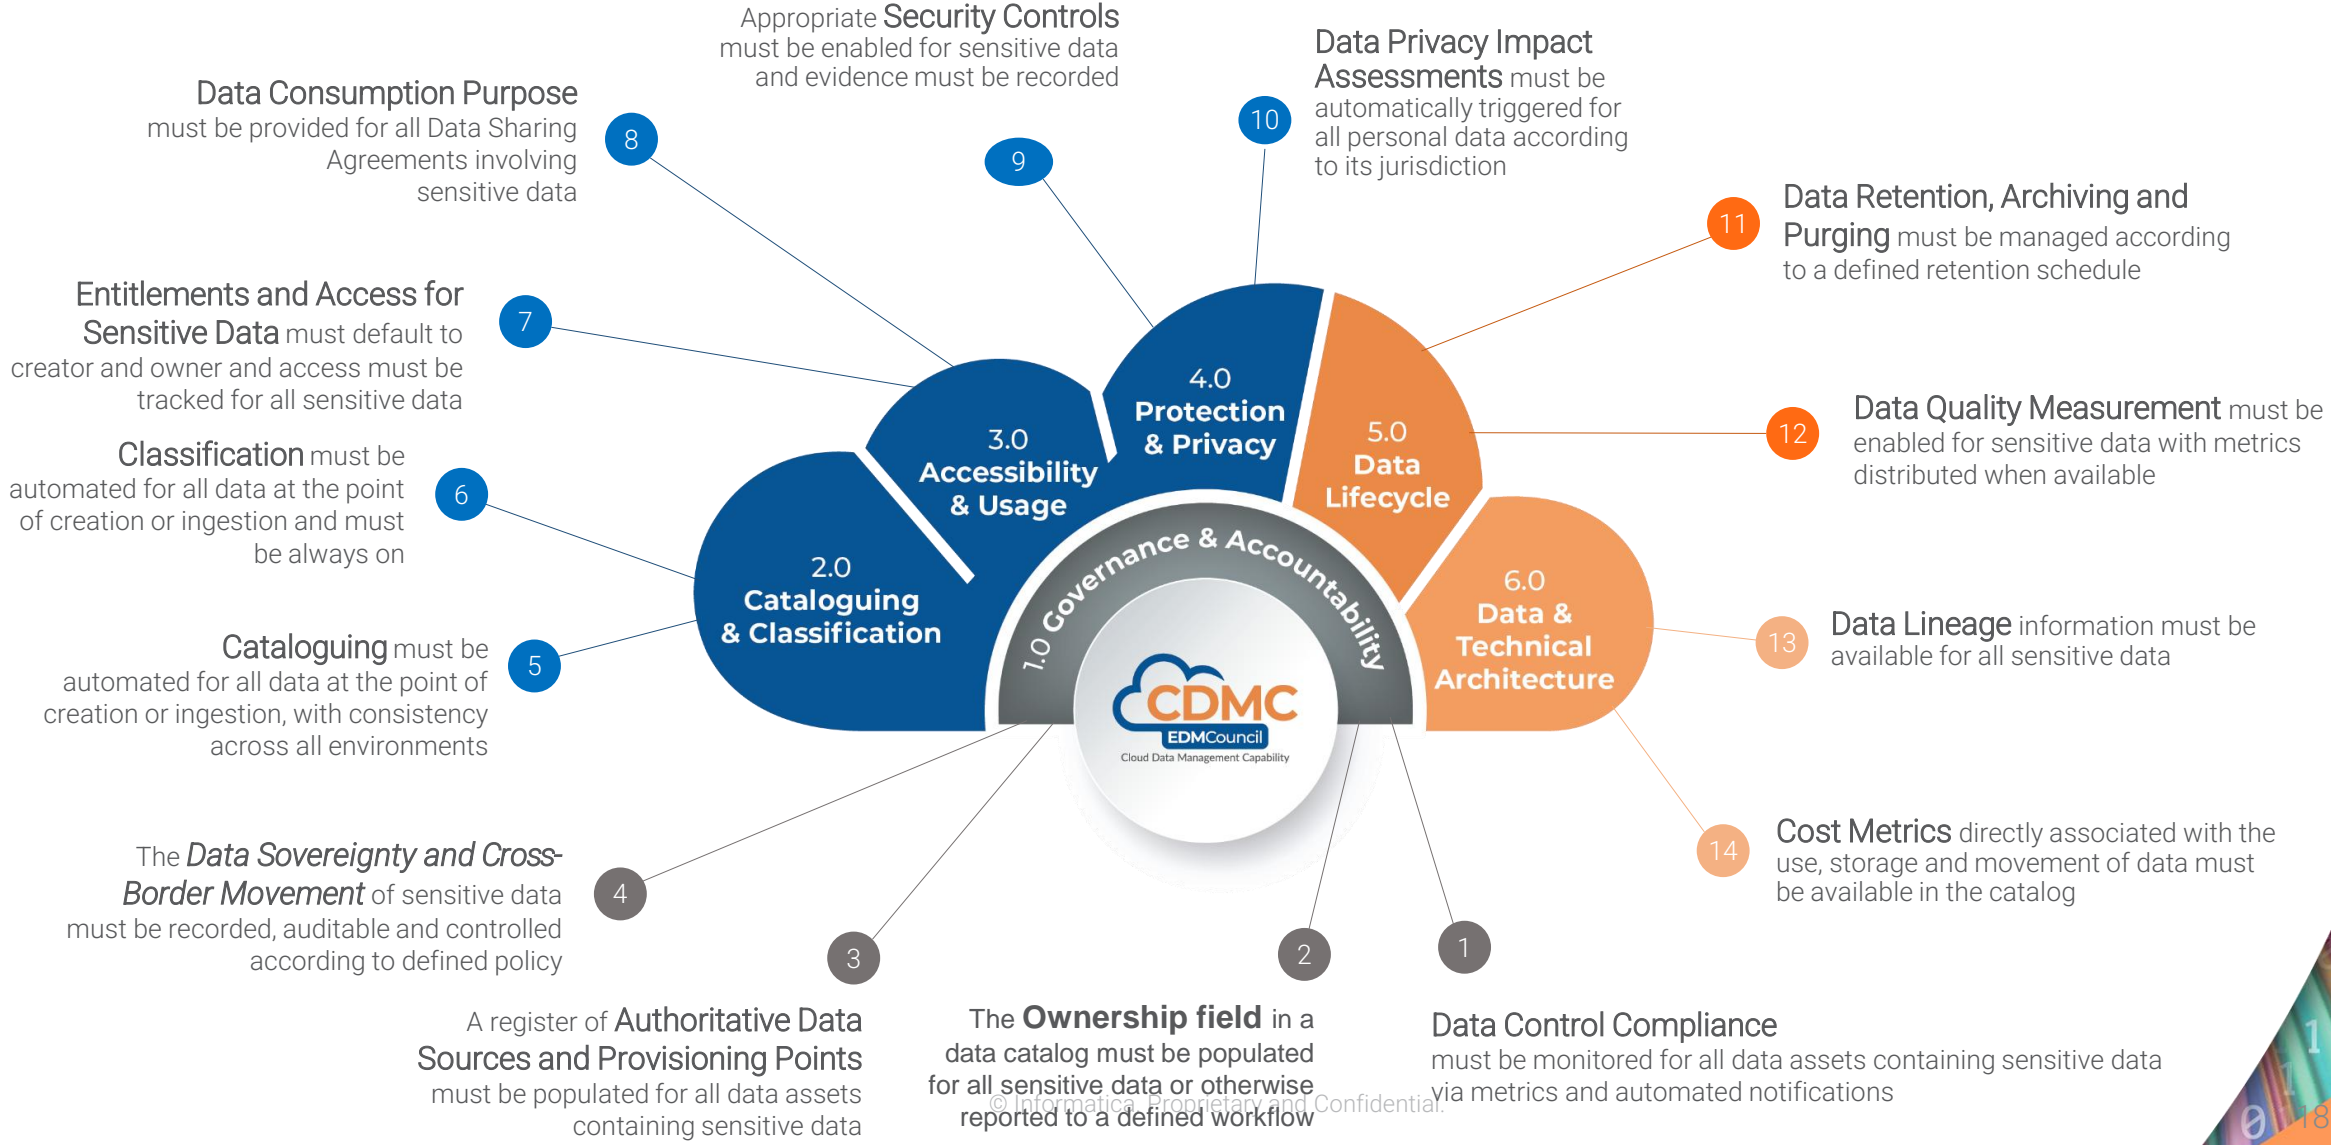 Appropriate Security Controls
must be enabled for sensitive data
and evidence must be recorded
Data Privacy Impact
Assessments must be
automatically triggered for
all personal data according
to its jurisdiction
Data Consumption Purpose
must be provided for all Data Sharing
Agreements involving
sensitive data
8
9
10
Data Retention, Archiving and
Purging must be managed according
to a defined retention schedule
11
Entitlements and Access for
Sensitive Data must default to
creator and owner and access must be
tracked for all sensitive data
7
Data Quality Measurement must be
enabled for sensitive data with metrics
distributed when available
12
Classification must be
automated for all data at the point
of creation or ingestion and must
be always on
6
4.0
Protection
& Privacy
3.0
Accessibility
& Usage
5.0
Data
Lifecycle
2.0
Cataloguing
& Classification
1.0 Governance & Accountability
6.0
Data &
Technical
Architecture
Cataloguing must be
automated for all data at the point of
creation or ingestion, with consistency
across all environments
5
CDMC
EDMCouncil
Cloud Data Management Capability
Data Lineage information must be
available for all sensitive data
13
Cost Metrics directly associated with the
use, storage and movement of data must
be available in the catalog
14
The Data Sovereignty and Cross-
Border Movement of sensitive data
must be recorded, auditable and controlled
according to defined policy
4
3
2
1
A register of Authoritative Data
Sources and Provisioning Points
must be populated for all data assets
containing sensitive data
The Ownership field in a
data catalog must be populated
for all sensitive data or otherwise
reported to a defined workflow
Data Control Compliance
must be monitored for all data assets containing sensitive data
via metrics and automated notifications
© Informatica. Proprietary and Confidential.
1
1
0
18